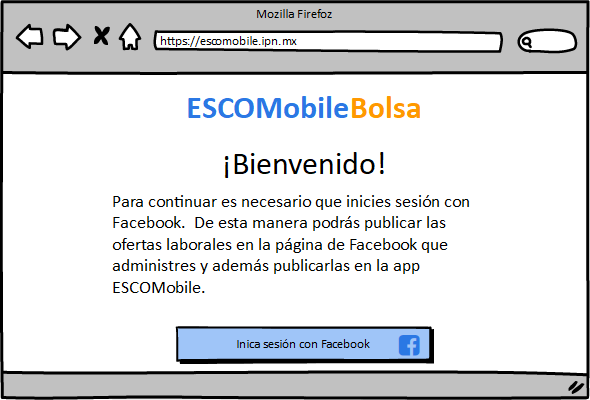 Mozilla Firefoz
https://escomobile.ipn.mx
ESCOMobileBolsa
¡Bienvenido!
Para continuar es necesario que inicies sesión con
Facebook. De esta manera podrás publicar las
ofertas laborales en la página de Facebook que
administres y además publicarlas en la app
ESCOMobile.
Inica sesión con Facebook